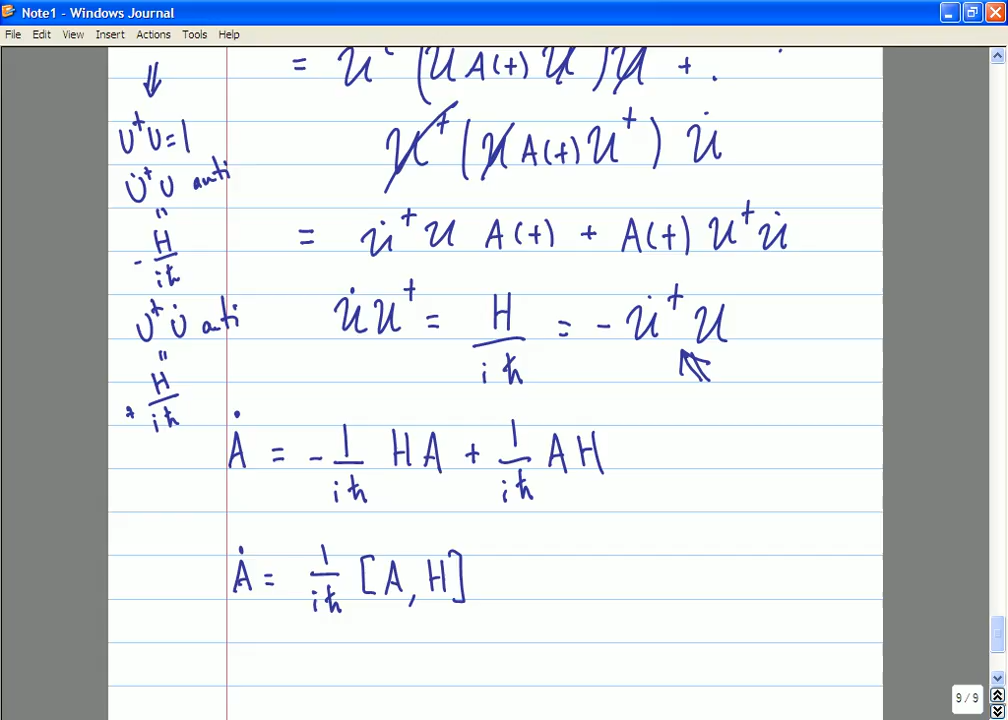 Note1 - Windows Journal
File Edit View Insert Actions Tools Help
= U† (U A(t) U†) U + .
U†U=1
U† (U A(t) U†) U̇
U̇†U anti
= -H/iħ
= U̇†U A(t) + A(t) U†U̇
U†U̇ anti
= +H/iħ
U̇U† = H/iħ = - U̇†U
Ȧ = - 1/iħ HA + 1/iħ AH
Ȧ = 1/iħ [A, H]
9/9